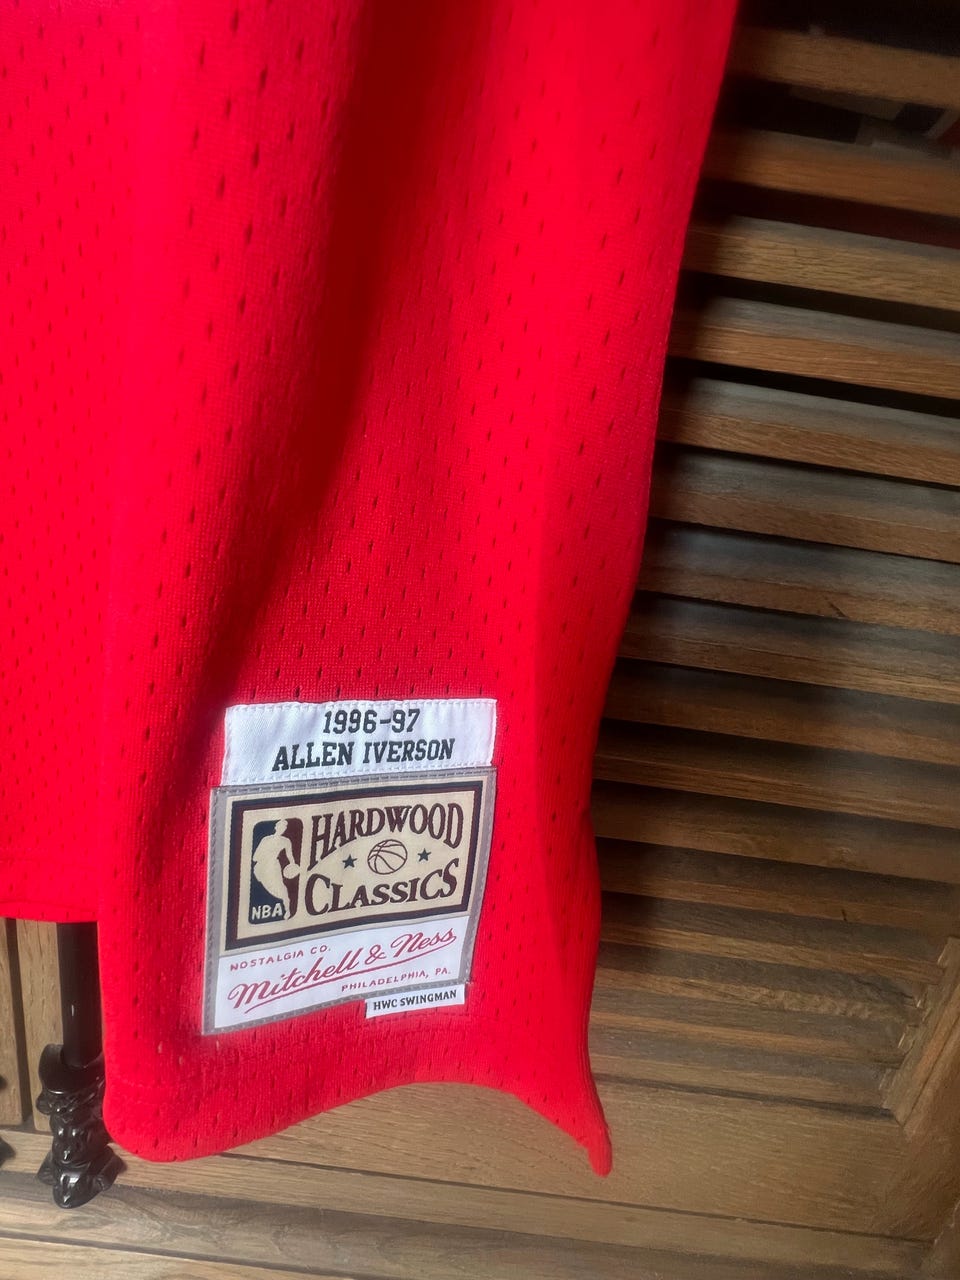 1996-97
ALLEN IVERSON
HARDWOOD
CLASSICS
NBA
NOSTALGIA CO.
Mitchell & Ness
PHILADELPHIA, PA.
HWC SWINGMAN